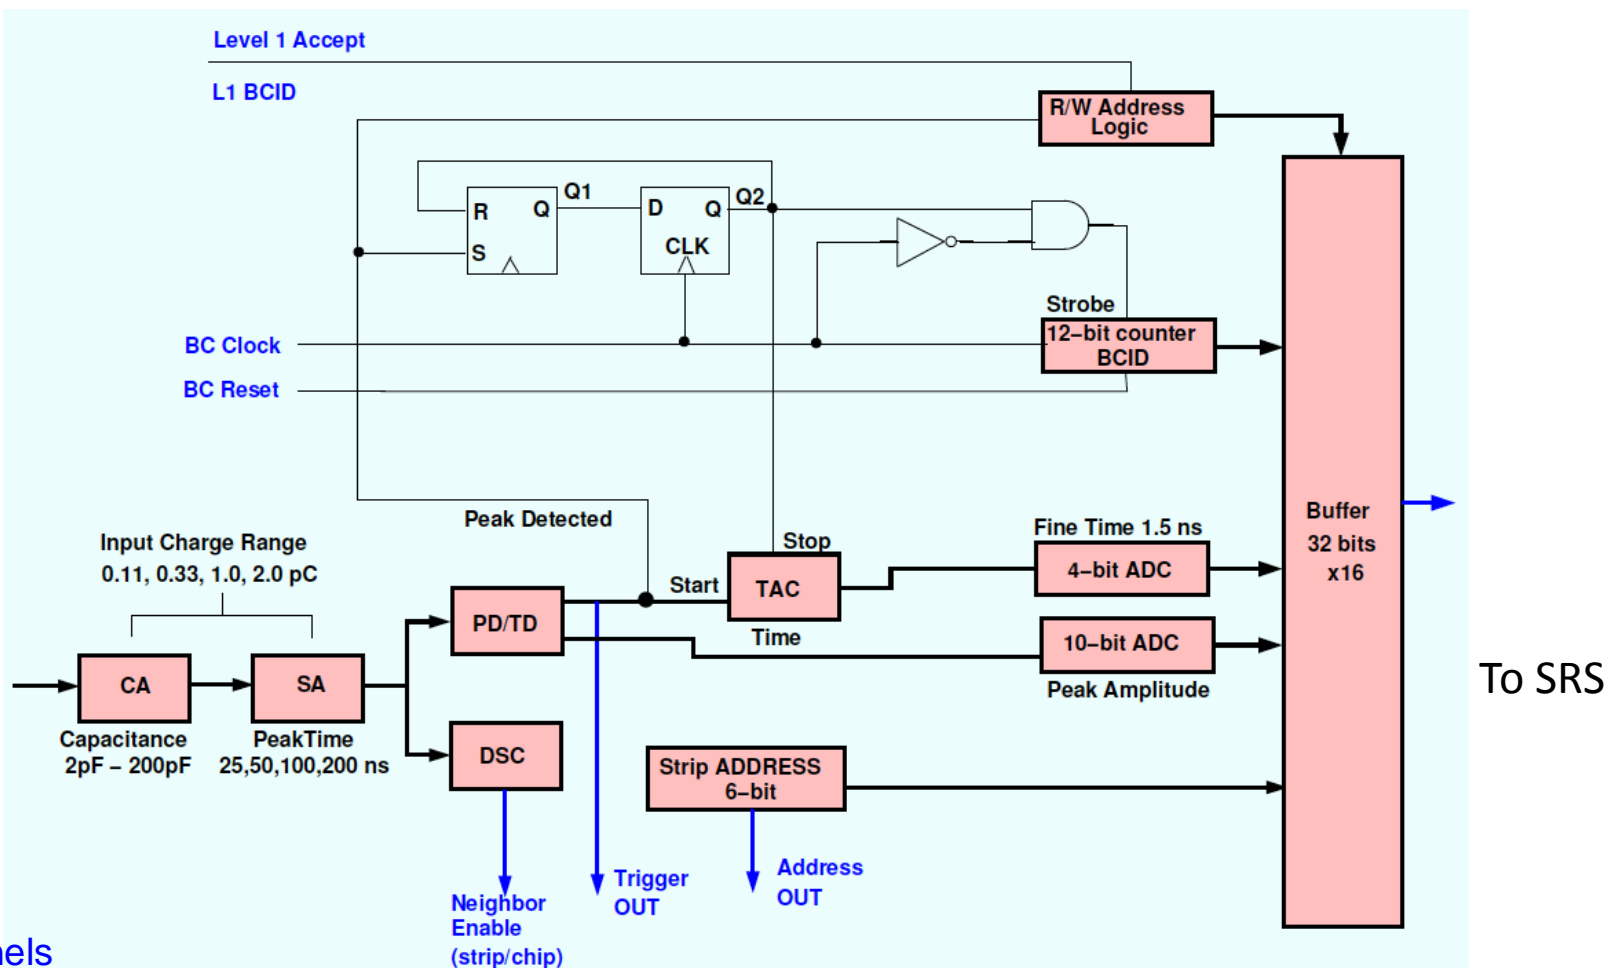 Level 1 Accept
L1 BCID
R/W Address
Logic
R
Q
Q1
S
D
Q
Q2
CLK
Strobe
12-bit counter
BCID
BC Clock
BC Reset
Peak Detected
Input Charge Range
0.11, 0.33, 1.0, 2.0 pC
Start
Stop
TAC
Time
Fine Time 1.5 ns
4-bit ADC
PD/TD
10-bit ADC
Peak Amplitude
CA
Capacitance
2pF – 200pF
SA
PeakTime
25,50,100,200 ns
DSC
Strip ADDRESS
6-bit
Buffer
32 bits
x16
To SRS
Neighbor
Enable
(strip/chip)
Trigger
OUT
Address
OUT
nels